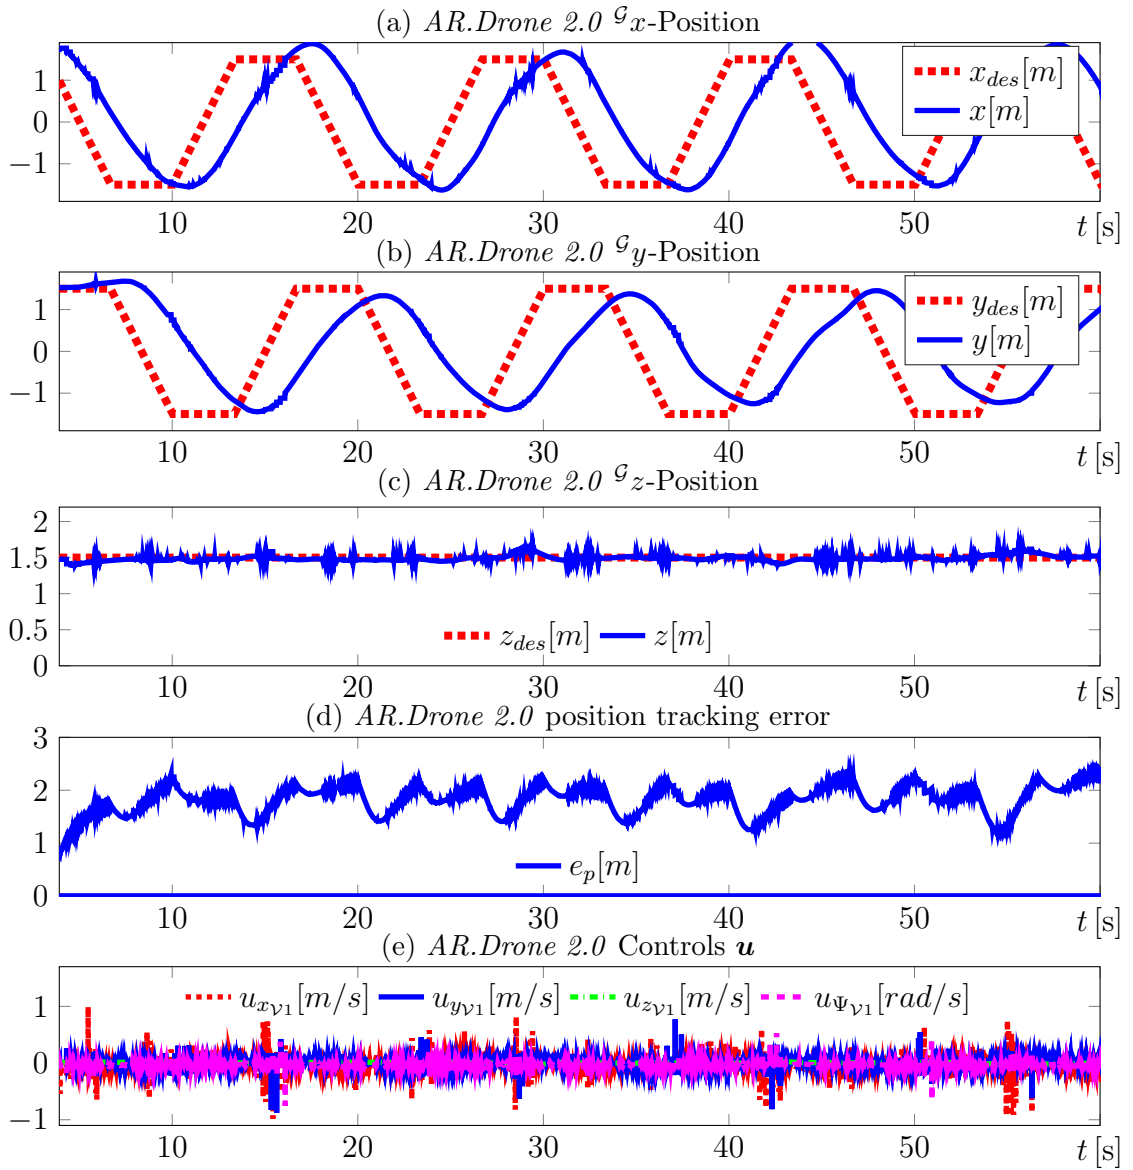 (a) AR.Drone 2.0 𝒢x-Position
1
0
−1
x_des[m]
x[m]
10 20 30 40 50 t [s]
(b) AR.Drone 2.0 𝒢y-Position
1
0
−1
y_des[m]
y[m]
10 20 30 40 50 t [s]
(c) AR.Drone 2.0 𝒢z-Position
2
1.5
1
0.5
0
z_des[m] z[m]
10 20 30 40 50 t [s]
(d) AR.Drone 2.0 position tracking error
3
2
1
0
e_p[m]
10 20 30 40 50 t [s]
(e) AR.Drone 2.0 Controls u
1
0
−1
u_x𝒱1[m/s] u_y𝒱1[m/s] u_z𝒱1[m/s] u_Ψ𝒱1[rad/s]
10 20 30 40 50 t [s]